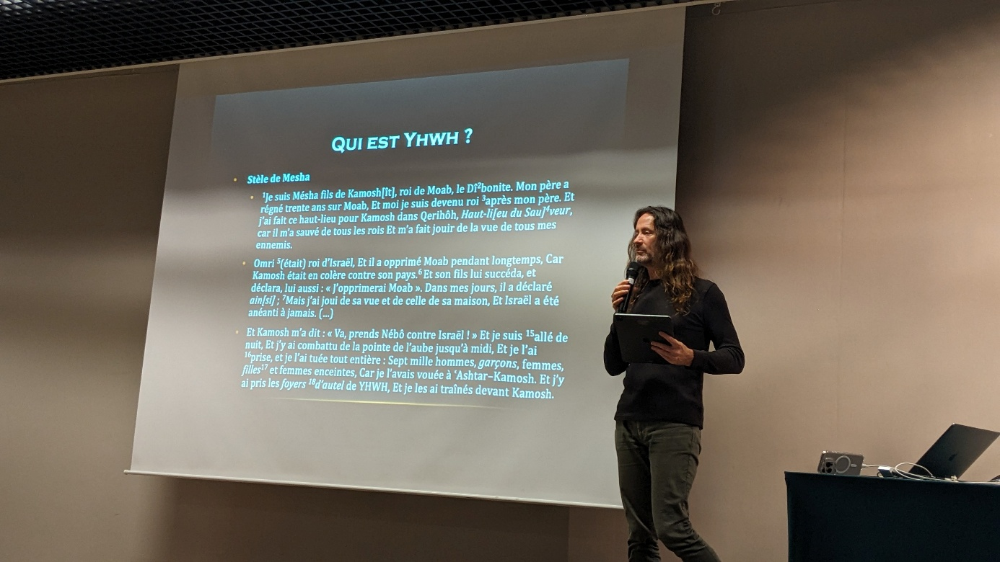 QUI EST YHWH ?
• Stèle de Mesha
• ¹Je suis Mésha fils de Kamosh[ît], roi de Moab, le Dî²bonite. Mon père a
régné trente ans sur Moab, Et moi je suis devenu roi ³après mon père. Et
j'ai fait ce haut-lieu pour Kamosh dans Qerihôh, Haut-li[eu du Sau]⁴veur,
car il m'a sauvé de tous les rois Et m'a fait jouir de la vue de tous mes
ennemis.
• Omri ⁵(était) roi d'Israël, Et il a opprimé Moab pendant longtemps, Car
Kamosh était en colère contre son pays.⁶ Et son fils lui succéda, et
déclara, lui aussi : « J'opprimerai Moab ». Dans mes jours, il a déclaré
ain[si] ; ⁷Mais j'ai joui de sa vue et de celle de sa maison, Et Israël a été
anéanti à jamais. (...)
• Et Kamosh m'a dit : « Va, prends Nébô contre Israël ! » Et je suis ¹⁵allé de
nuit, Et j'y ai combattu de la pointe de l'aube jusqu'à midi, Et je l'ai
¹⁶prise, et je l'ai tuée tout entière : Sept mille hommes, garçons, femmes,
filles¹⁷ et femmes enceintes, Car je l'avais vouée à ʿAshtar–Kamosh. Et j'y
ai pris les foyers ¹⁸d'autel de YHWH, Et je les ai traînés devant Kamosh.